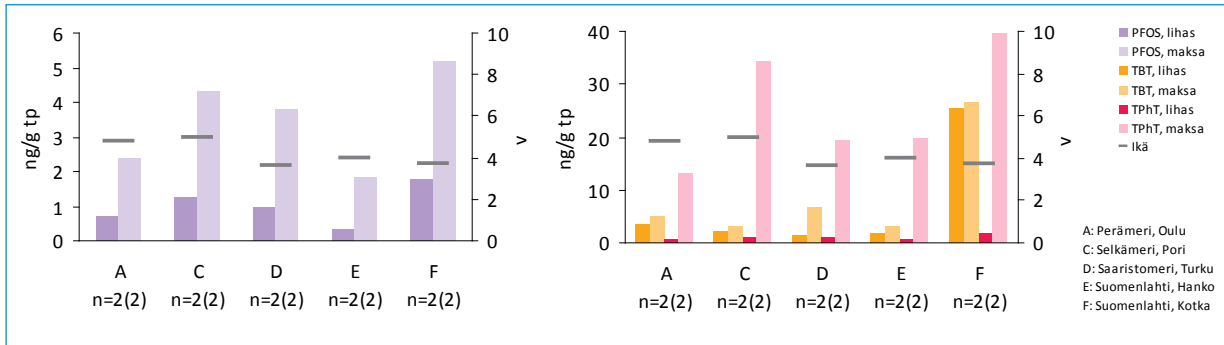 ng/g tp
6
5
4
3
2
1
0
10
8
6
4
2
0
v
A C D E F
n=2(2) n=2(2) n=2(2) n=2(2) n=2(2)
ng/g tp
40
30
20
10
0
10
8
6
4
2
0
v
A C D E F
n=2(2) n=2(2) n=2(2) n=2(2) n=2(2)
PFOS, lihas
PFOS, maksa
TBT, lihas
TBT, maksa
TPhT, lihas
TPhT, maksa
Ikä
A: Perämeri, Oulu
C: Selkämeri, Pori
D: Saaristomeri, Turku
E: Suomenlahti, Hanko
F: Suomenlahti, Kotka